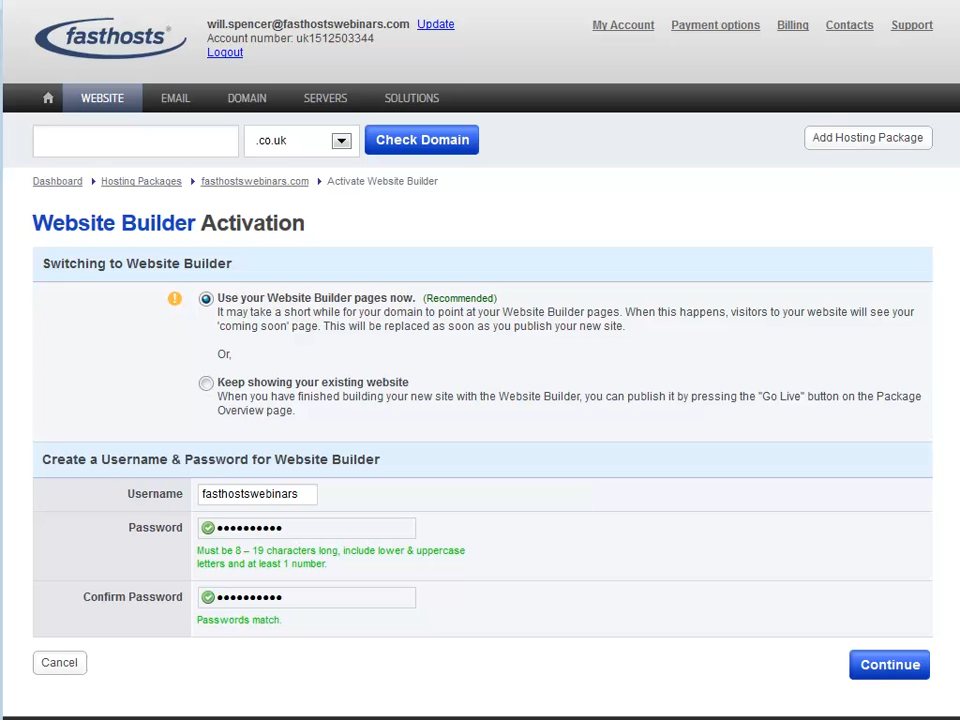 fasthosts®
will.spencer@fasthostswebinars.com Update
Account number: uk1512503344
Logout
My Account Payment options Billing Contacts Support
WEBSITE EMAIL DOMAIN SERVERS SOLUTIONS
.co.uk Check Domain Add Hosting Package
Dashboard Hosting Packages fasthostswebinars.com Activate Website Builder
Website Builder Activation
Switching to Website Builder
Use your Website Builder pages now. (Recommended)
It may take a short while for your domain to point at your Website Builder pages. When this happens, visitors to your website will see your
'coming soon' page. This will be replaced as soon as you publish your new site.
Or,
Keep showing your existing website
When you have finished building your new site with the Website Builder, you can publish it by pressing the "Go Live" button on the Package
Overview page.
Create a Username & Password for Website Builder
Username fasthostswebinars
Password ●●●●●●●●●●
Must be 8 – 19 characters long, include lower & uppercase
letters and at least 1 number.
Confirm Password ●●●●●●●●●●
Passwords match.
Cancel Continue